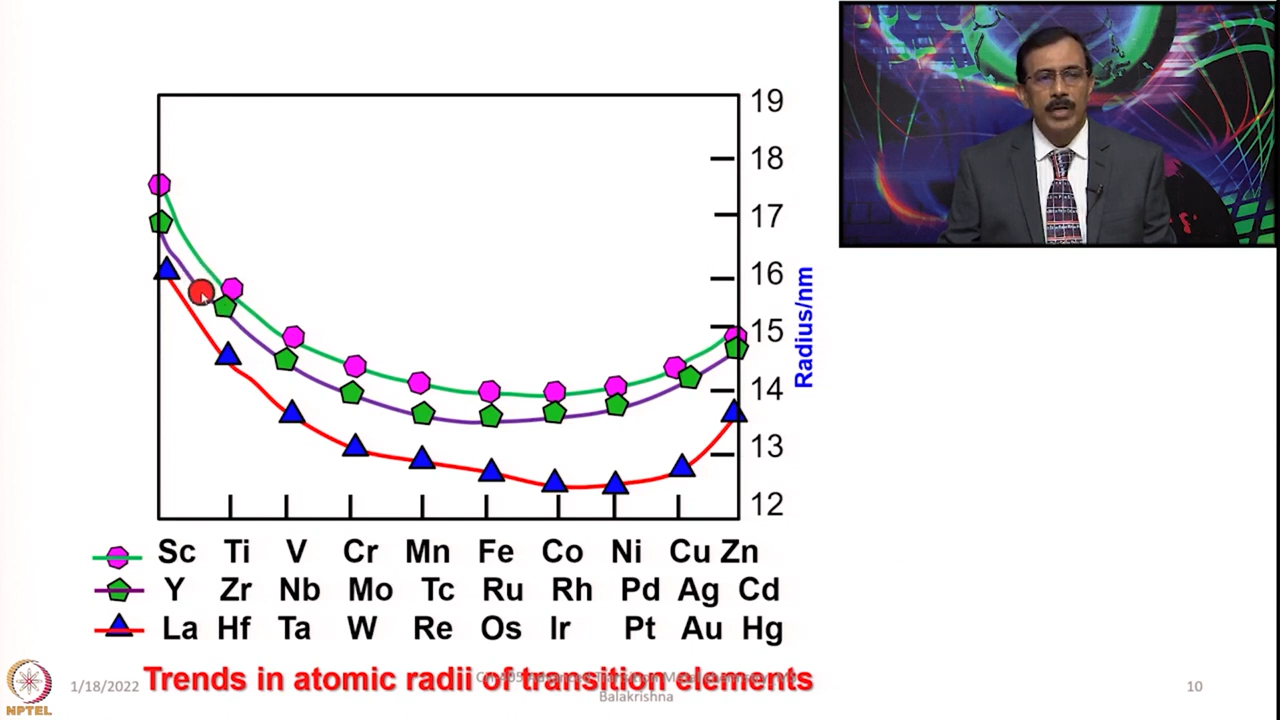 19
18
17
16
15
14
13
12
Radius/nm
Sc Ti V Cr Mn Fe Co Ni Cu Zn
Y Zr Nb Mo Tc Ru Rh Pd Ag Cd
La Hf Ta W Re Os Ir Pt Au Hg
Trends in atomic radii of transition elements
Balakrishna
1/18/2022
10
NPTEL